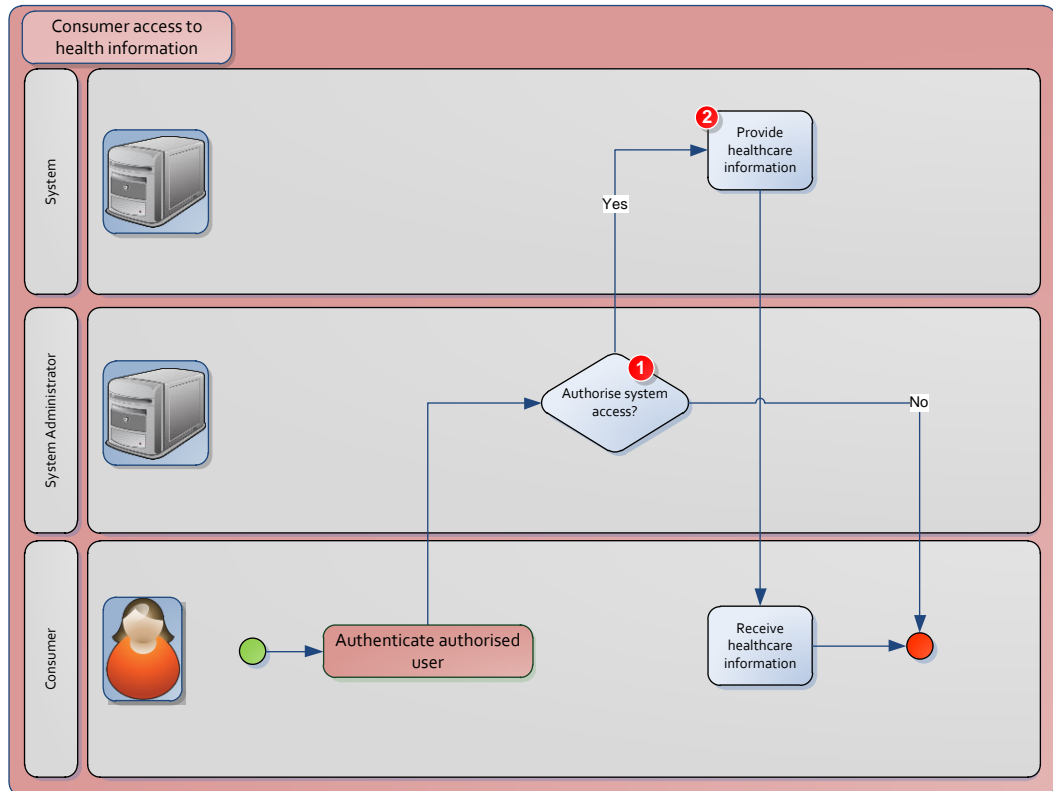 Consumer access to
health information
System
2
Provide
healthcare
information
Yes
System Administrator
1
Authorise system
access?
No
Consumer
Authenticate authorised
user
Receive
healthcare
information